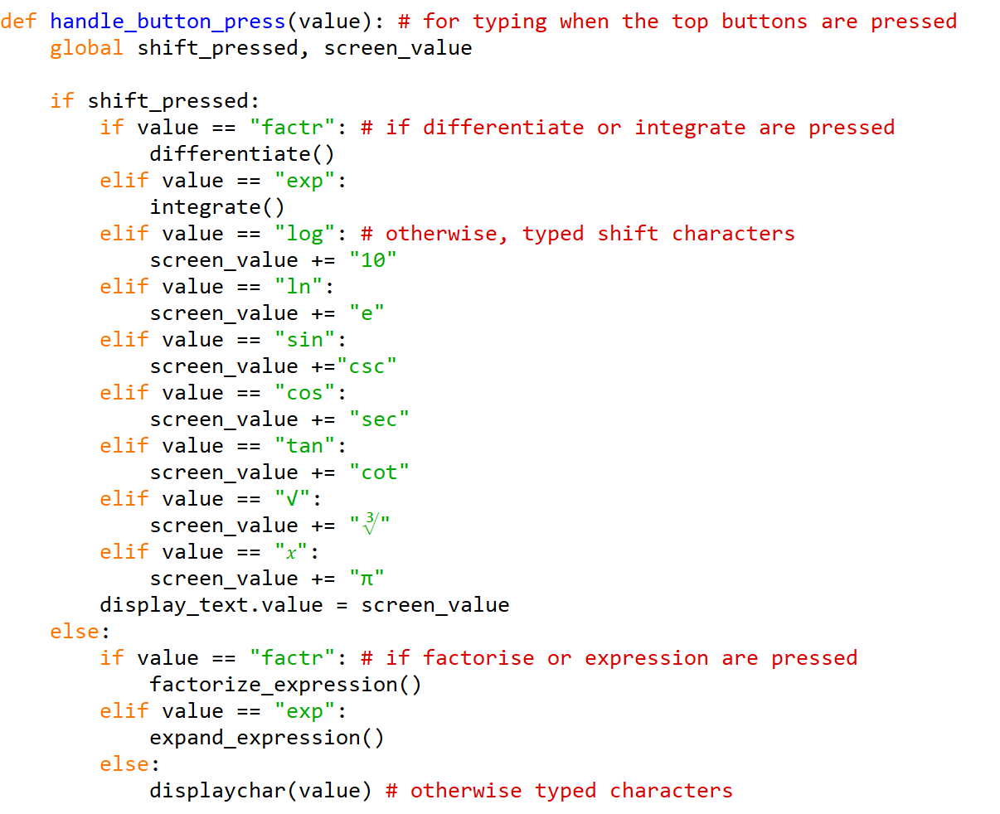 def handle_button_press(value): # for typing when the top buttons are pressed
    global shift_pressed, screen_value

    if shift_pressed:
        if value == "factr": # if differentiate or integrate are pressed
            differentiate()
        elif value == "exp":
            integrate()
        elif value == "log": # otherwise, typed shift characters
            screen_value += "10"
        elif value == "ln":
            screen_value += "e"
        elif value == "sin":
            screen_value +="csc"
        elif value == "cos":
            screen_value += "sec"
        elif value == "tan":
            screen_value += "cot"
        elif value == "√":
            screen_value += "∛"
        elif value == "𝑥":
            screen_value += "π"
        display_text.value = screen_value
    else:
        if value == "factr": # if factorise or expression are pressed
            factorize_expression()
        elif value == "exp":
            expand_expression()
        else:
            displaychar(value) # otherwise typed characters